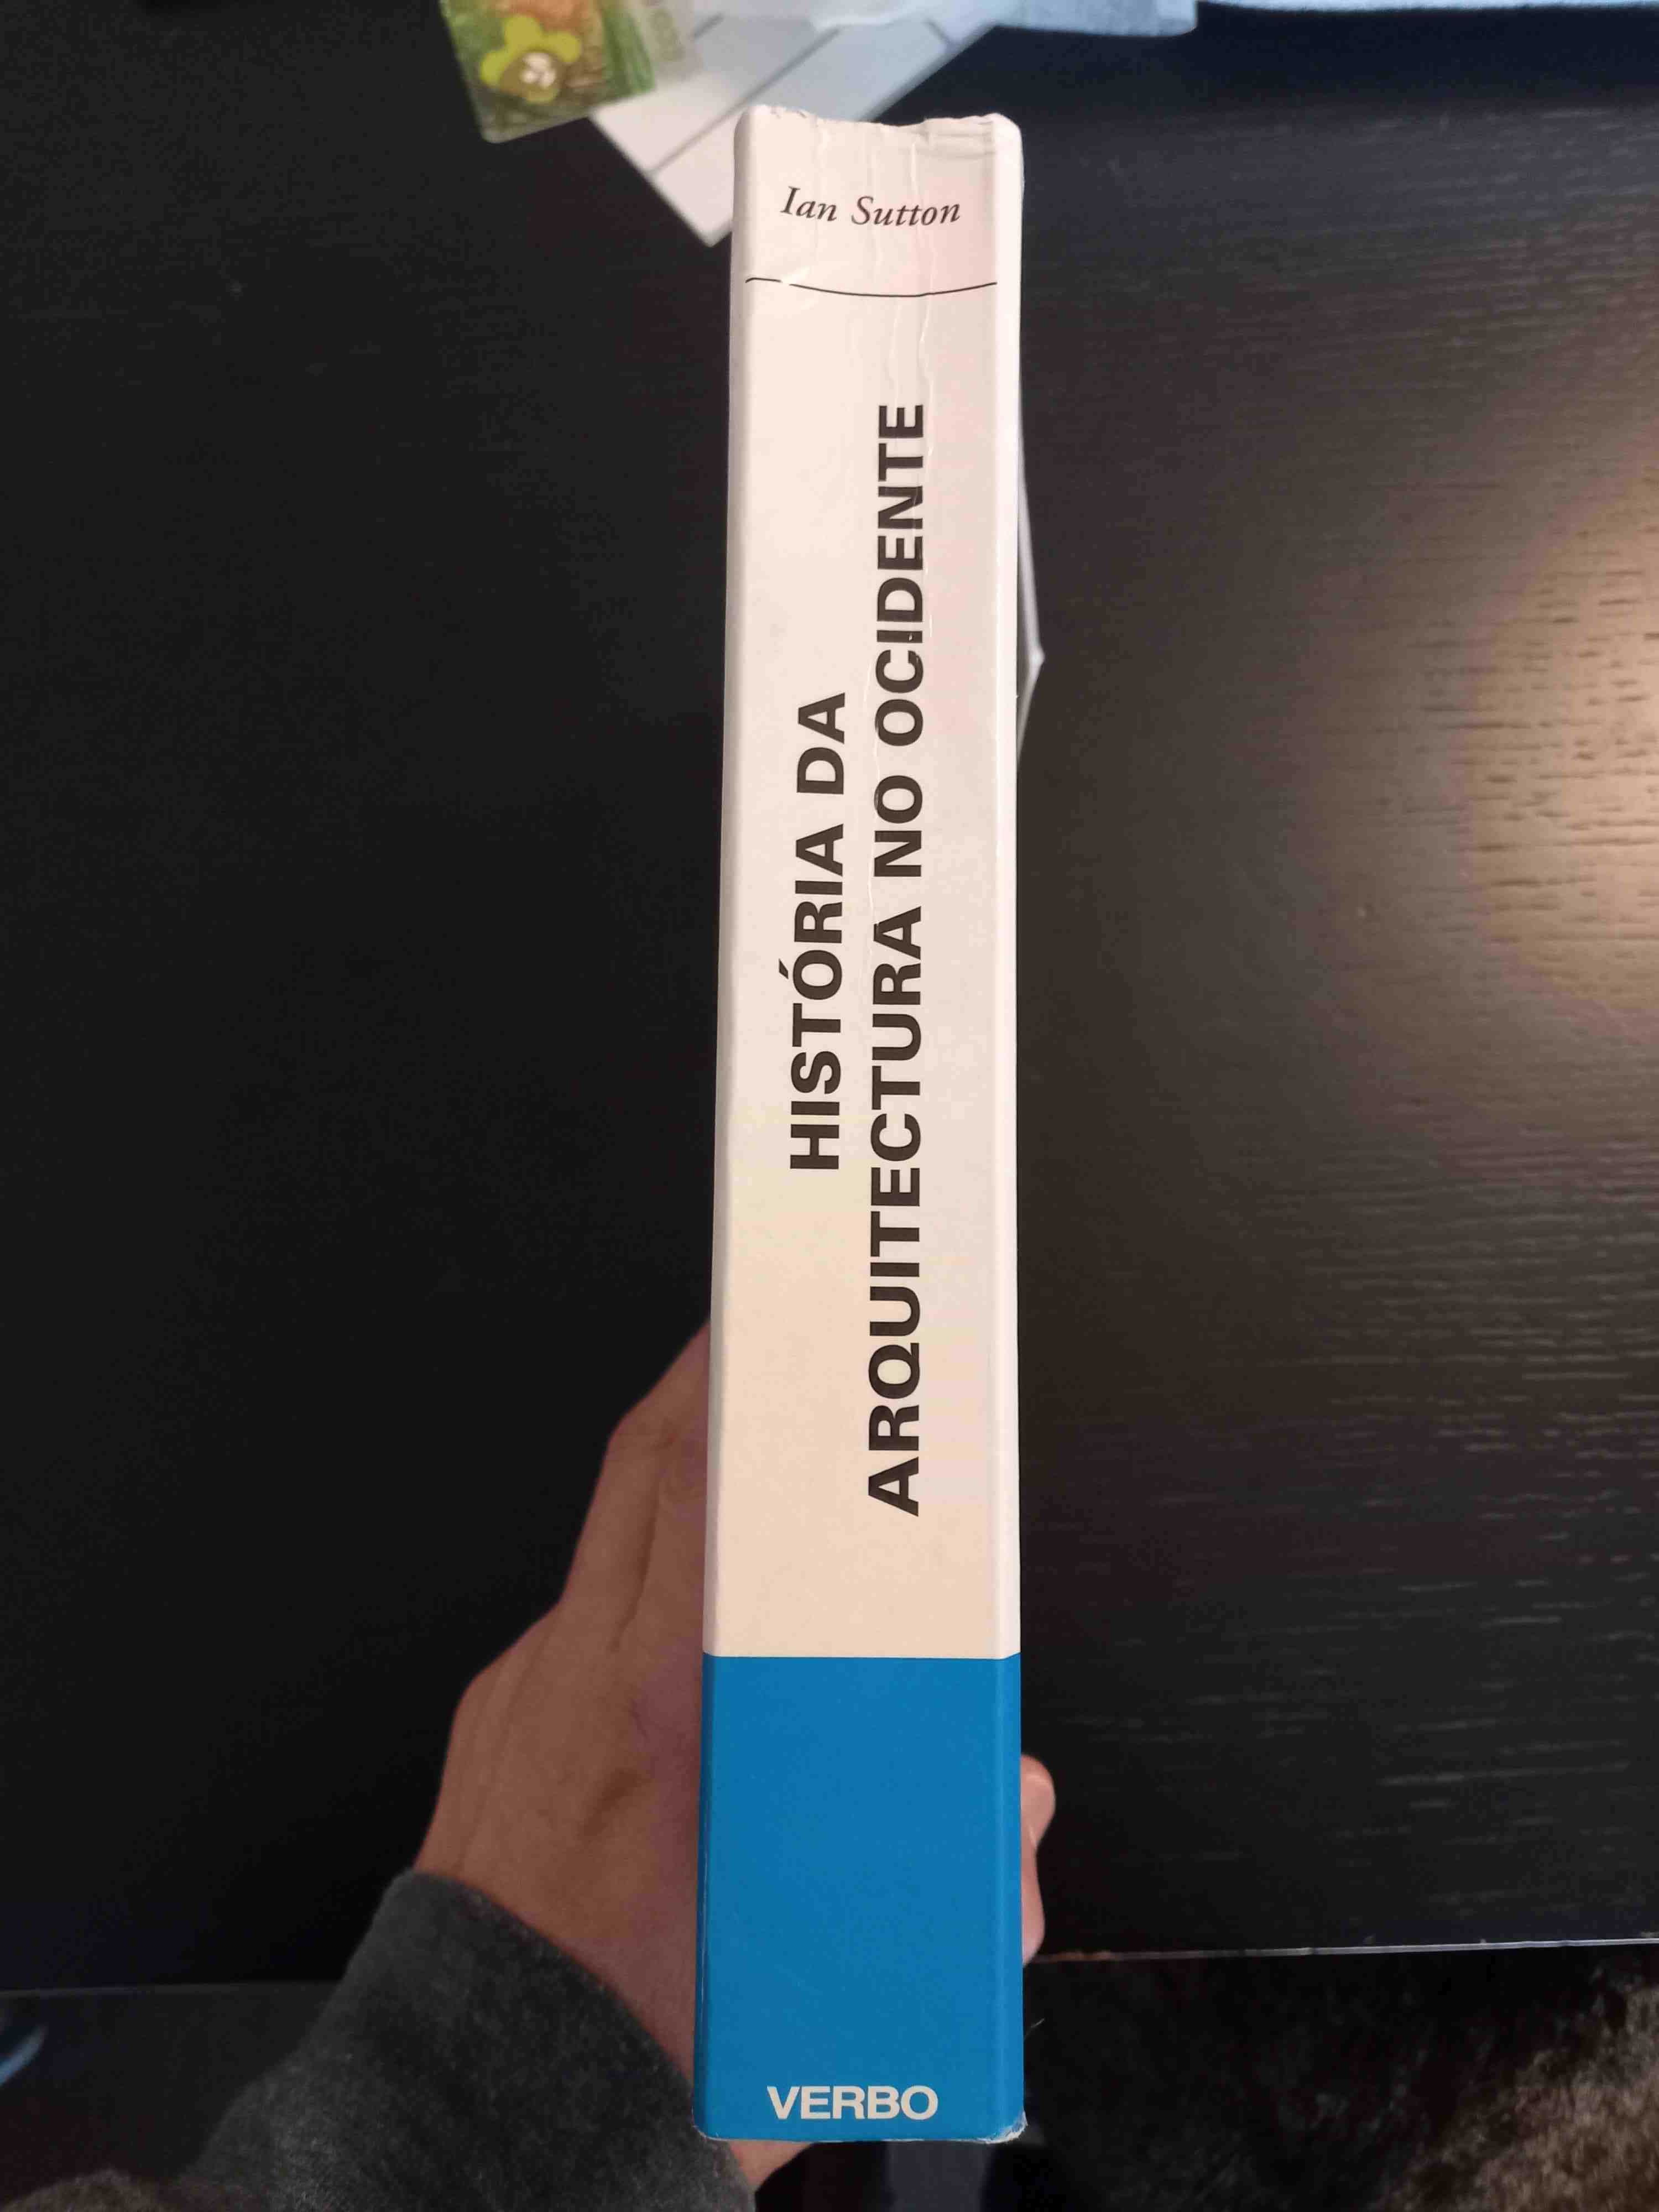 Ian Sutton
HISTÓRIA DA
ARQUITECTURA NO OCIDENTE
VERBO